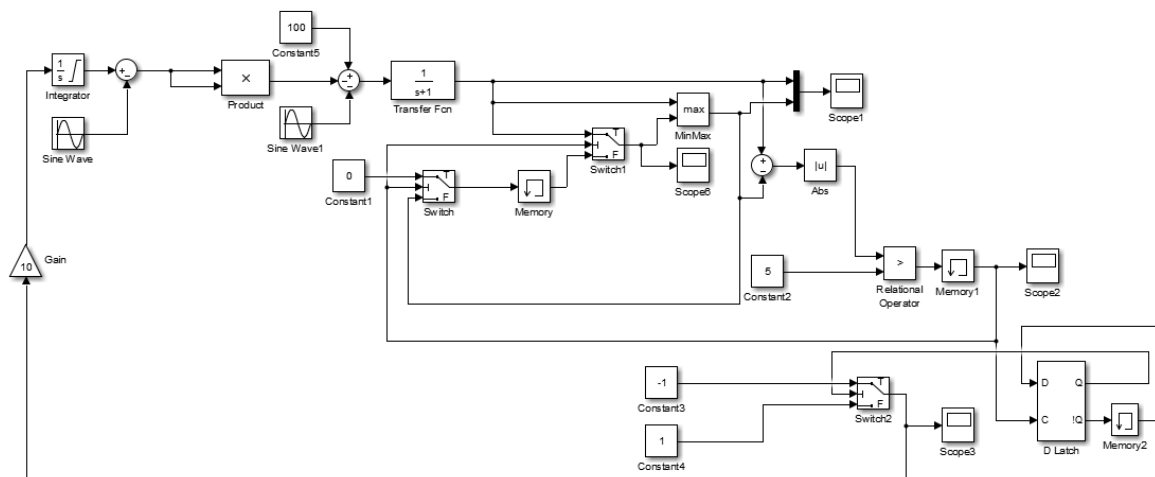 100
Constant5
1
s
Integrator
+
−
×
Product
−
+
−
1
s+1
Transfer Fcn
max
MinMax
Scope1
Sine Wave
Sine Wave1
T
F
Switch1
Scope6
+
−
|u|
Abs
0
Constant1
T
F
Switch
Memory
10
Gain
5
Constant2
>
Relational
Operator
Memory1
Scope2
-1
Constant3
T
F
Switch2
1
Constant4
Scope3
D
Q
C
!Q
D Latch
Memory2